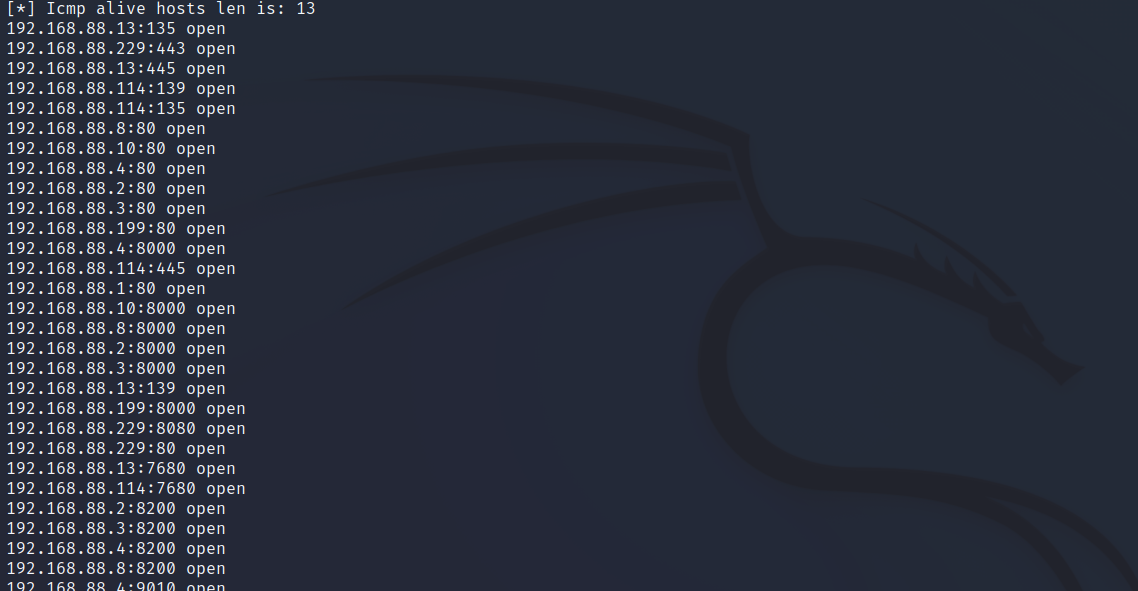 [*] Icmp alive hosts len is: 13
192.168.88.13:135 open
192.168.88.229:443 open
192.168.88.13:445 open
192.168.88.114:139 open
192.168.88.114:135 open
192.168.88.8:80 open
192.168.88.10:80 open
192.168.88.4:80 open
192.168.88.2:80 open
192.168.88.3:80 open
192.168.88.199:80 open
192.168.88.4:8000 open
192.168.88.114:445 open
192.168.88.1:80 open
192.168.88.10:8000 open
192.168.88.8:8000 open
192.168.88.2:8000 open
192.168.88.3:8000 open
192.168.88.13:139 open
192.168.88.199:8000 open
192.168.88.229:8080 open
192.168.88.229:80 open
192.168.88.13:7680 open
192.168.88.114:7680 open
192.168.88.2:8200 open
192.168.88.3:8200 open
192.168.88.4:8200 open
192.168.88.8:8200 open
192.168.88.4:9010 open